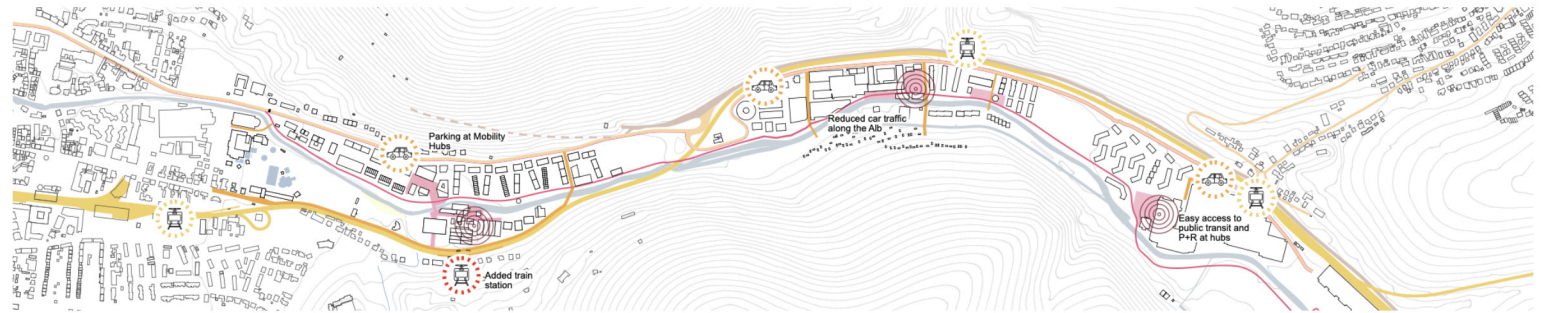 Parking at Mobility
Hubs
Reduced car traffic
along the Alb
Easy access to
public transit and
P+R at hubs
Added train
station